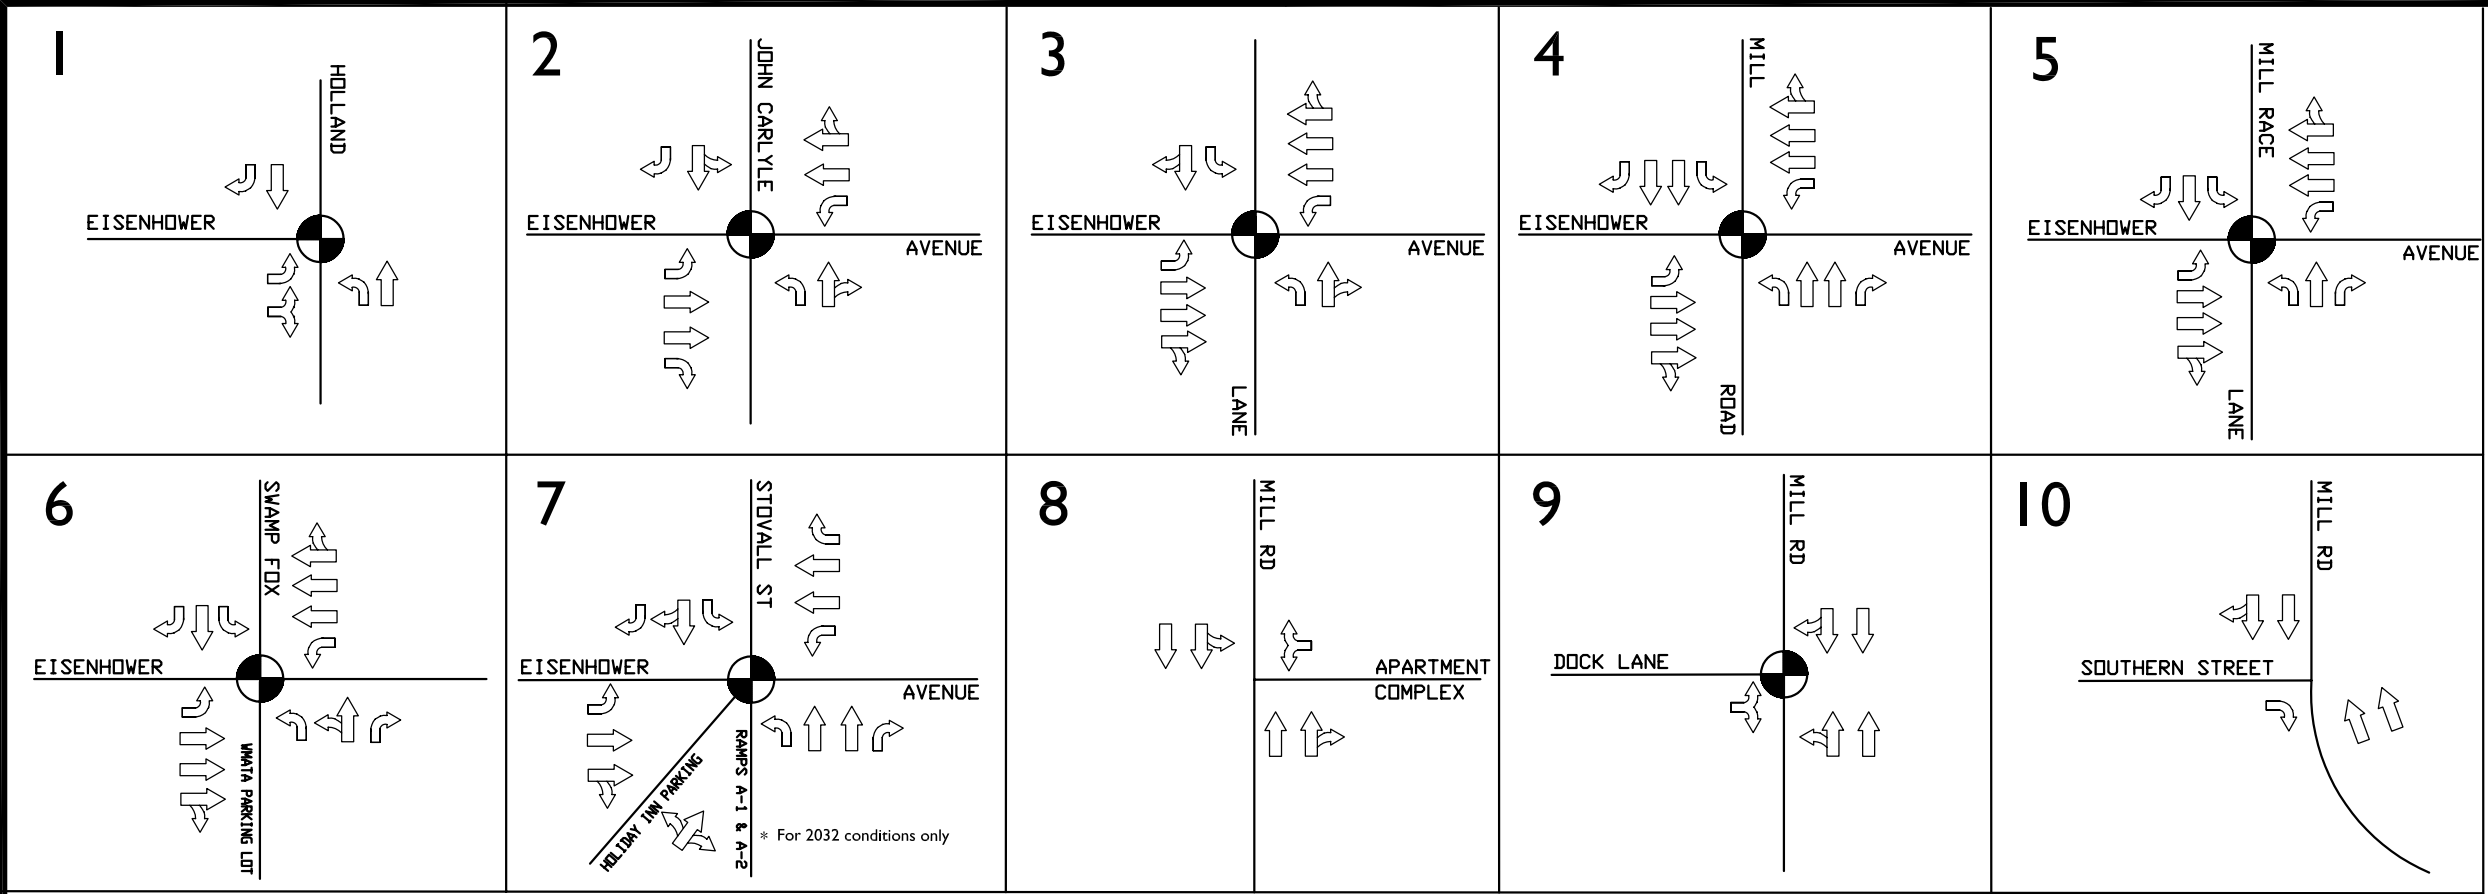 1
HOLLAND
EISENHOWER
2
JOHN CARLYLE
EISENHOWER
AVENUE
3
EISENHOWER
AVENUE
LANE
4
MILL
EISENHOWER
AVENUE
ROAD
5
MILL RACE
EISENHOWER
AVENUE
LANE
6
SWAMP FOX
EISENHOWER
WMATA PARKING LOT
7
STOVALL ST
EISENHOWER
AVENUE
HOLIDAY INN PARKING
RAMPS A-1 & A-2
* For 2032 conditions only
8
MILL RD
APARTMENT
COMPLEX
9
MILL RD
DOCK LANE
10
MILL RD
SOUTHERN STREET